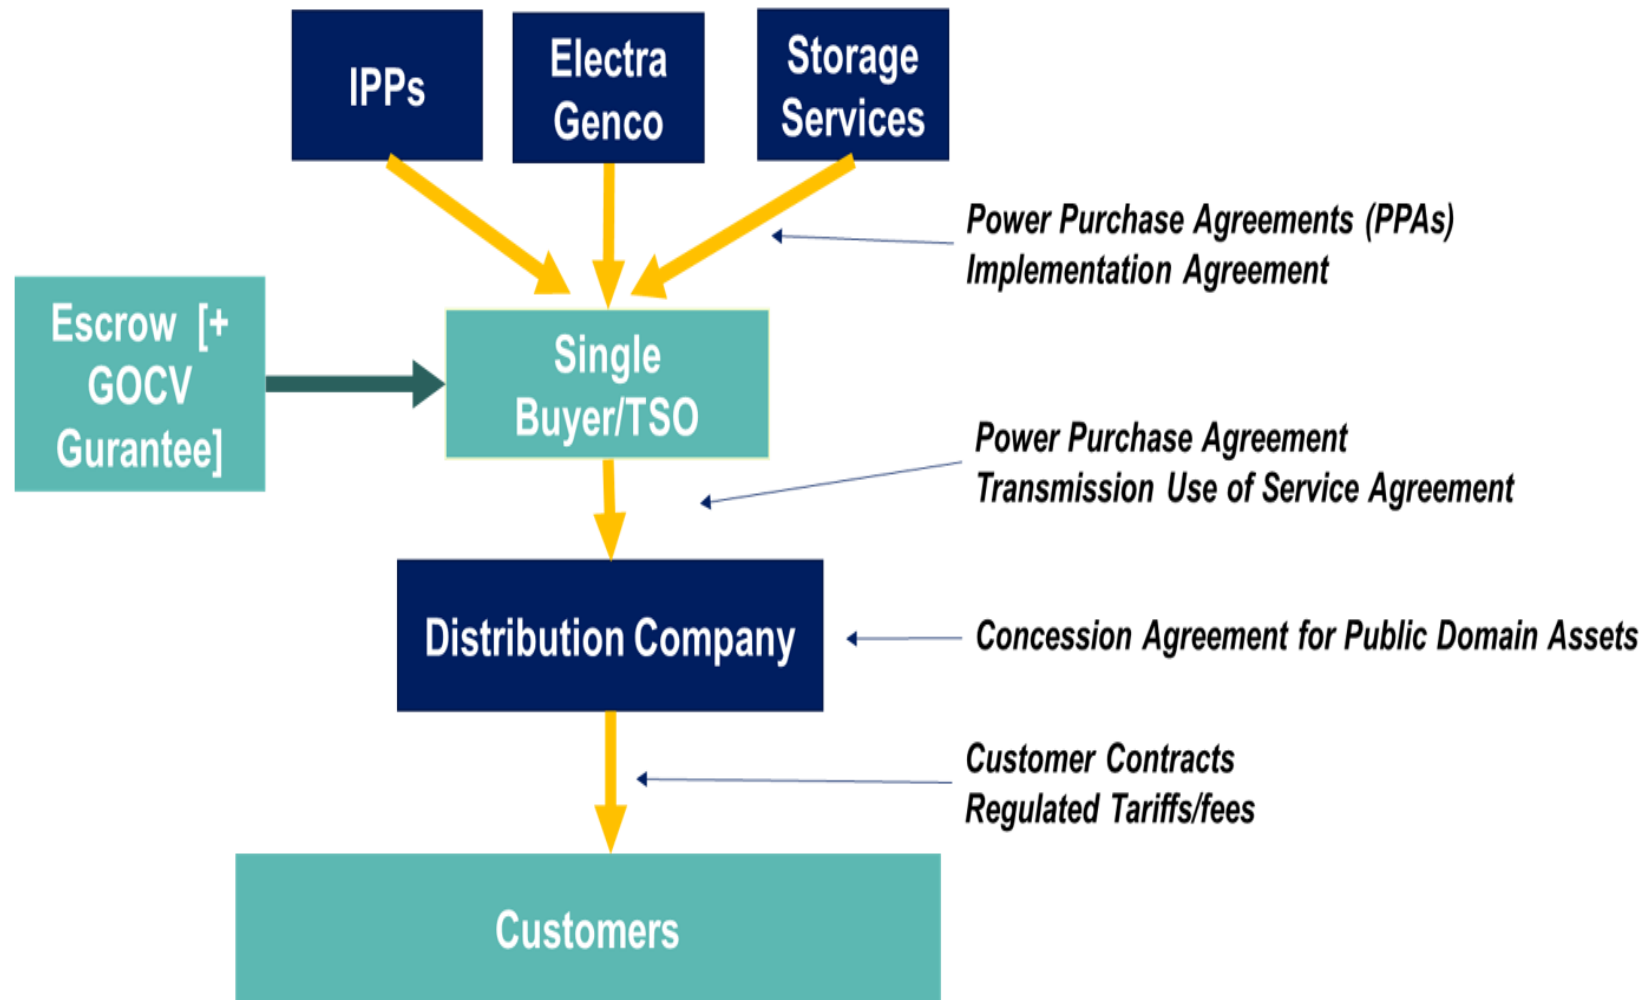 IPPs
Electra
Genco
Storage
Services
Power Purchase Agreements (PPAs)
Implementation Agreement
Escrow [+
GOCV
Gurantee]
Single
Buyer/TSO
Power Purchase Agreement
Transmission Use of Service Agreement
Distribution Company
Concession Agreement for Public Domain Assets
Customer Contracts
Regulated Tariffs/fees
Customers